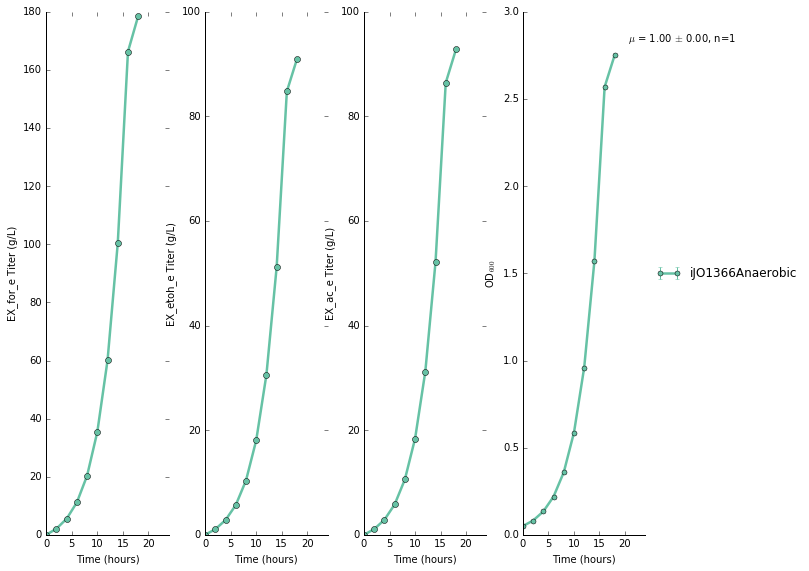 180
160
140
120
100
80
60
40
20
0
EX_for_e Titer (g/L)
0 5 10 15 20
Time (hours)
100
80
60
40
20
0
EX_etoh_e Titer (g/L)
0 5 10 15 20
Time (hours)
100
80
60
40
20
0
EX_ac_e Titer (g/L)
0 5 10 15 20
Time (hours)
3.0
2.5
2.0
1.5
1.0
0.5
0.0
OD₆₀₀
0 5 10 15 20
Time (hours)
μ = 1.00 ± 0.00, n=1
iJO1366Anaerobic